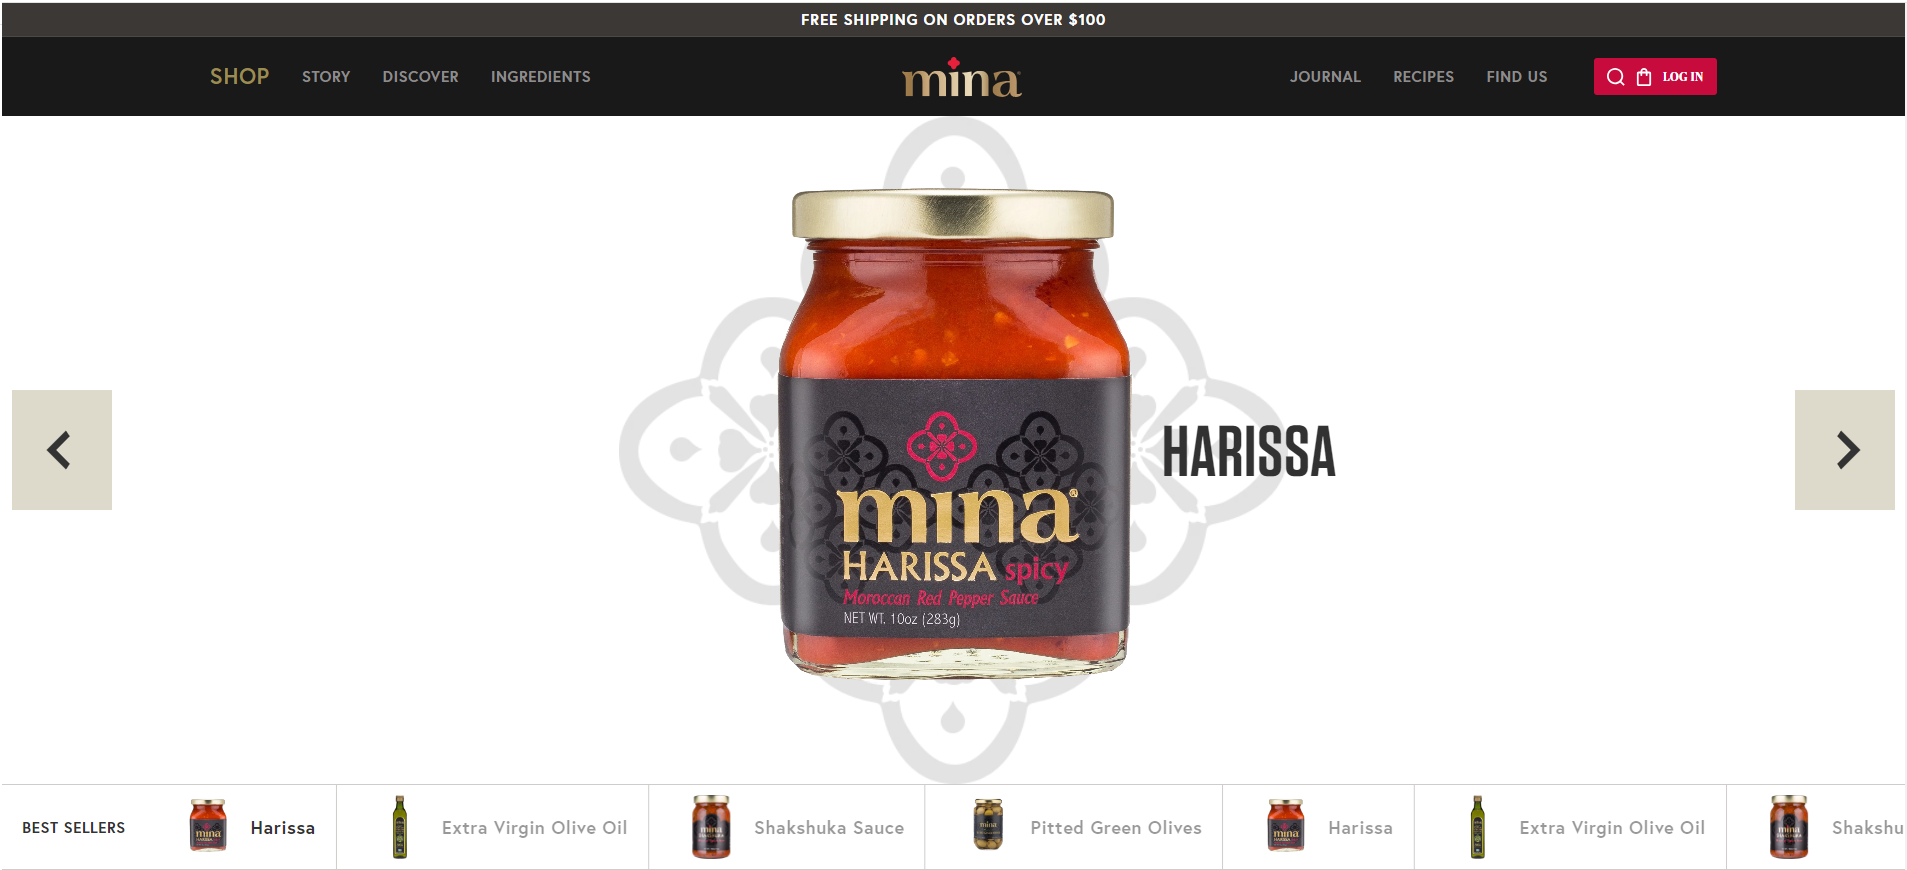 FREE SHIPPING ON ORDERS OVER $100
SHOP STORY DISCOVER INGREDIENTS mina JOURNAL RECIPES FIND US LOG IN
mina®
HARISSA spicy
Moroccan Red Pepper Sauce
NET WT. 10oz (283g)
HARISSA
BEST SELLERS Harissa Extra Virgin Olive Oil Shakshuka Sauce Pitted Green Olives Harissa Extra Virgin Olive Oil Shakshu